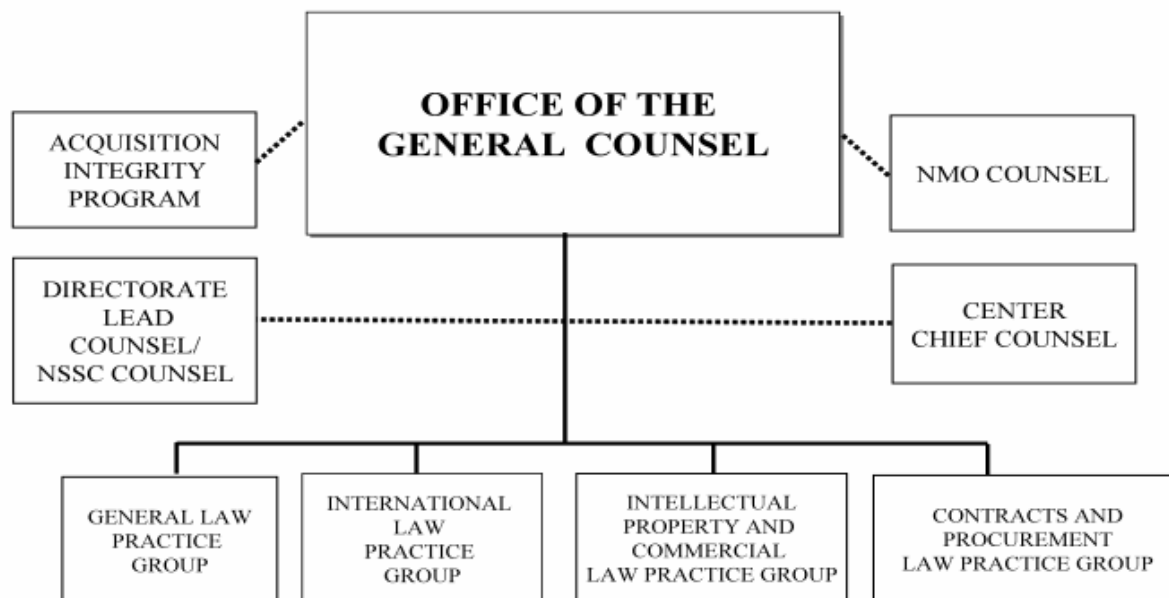 OFFICE OF THE
GENERAL COUNSEL
ACQUISITION
INTEGRITY
PROGRAM
NMO COUNSEL
DIRECTORATE
LEAD
COUNSEL/
NSSC COUNSEL
CENTER
CHIEF COUNSEL
GENERAL LAW
PRACTICE
GROUP
INTERNATIONAL
LAW
PRACTICE
GROUP
INTELLECTUAL
PROPERTY AND
COMMERCIAL
LAW PRACTICE GROUP
CONTRACTS AND
PROCUREMENT
LAW PRACTICE GROUP